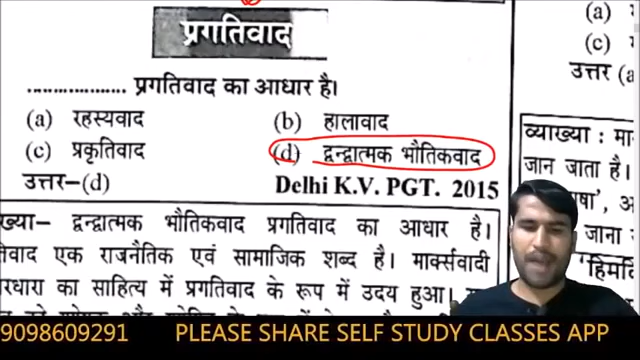 प्रगतिवाद
.................... प्रगतिवाद का आधार है।
(a) रहस्यवाद
(b) हालावाद
(c) प्रकृतिवाद
(d) द्वन्द्वात्मक भौतिकवाद
उत्तर–(d)
Delhi K.V. PGT. 2015
द्वन्द्वात्मक भौतिकवाद प्रगतिवाद का आधार है।
एक राजनैतिक एवं सामाजिक शब्द है। मार्क्सवादी
का साहित्य में प्रगतिवाद के रूप में उदय हुआ।
(a)
(c)
उत्तर (a
व्याख्या : 
जान जाता है।
जाना
9098609291 PLEASE SHARE SELF STUDY CLASSES APP